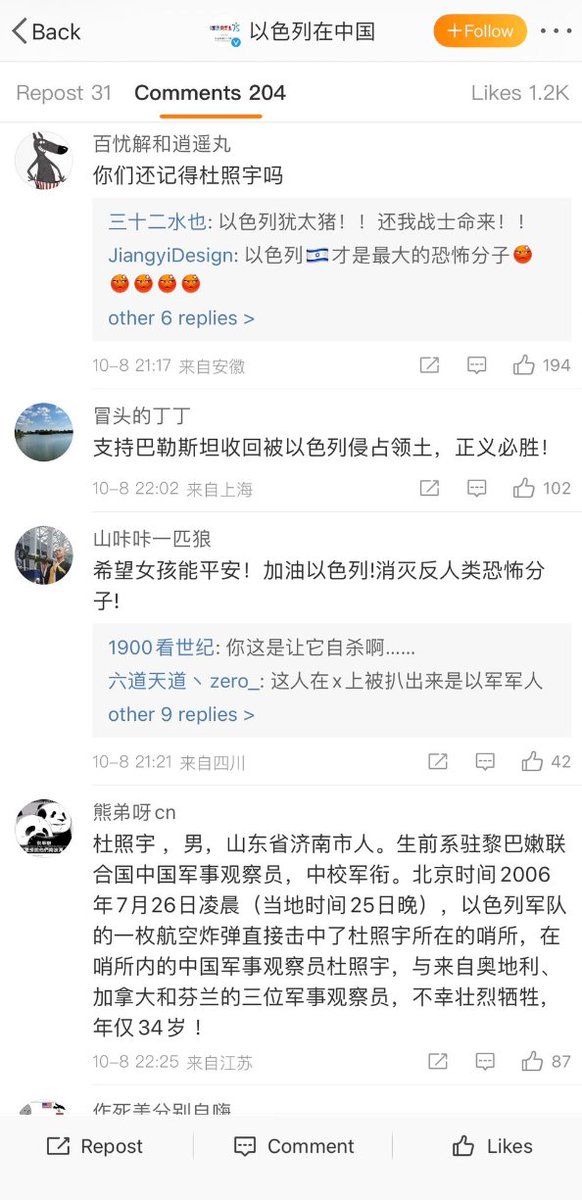 Back
以色列在中国
+Follow
Repost 31
Comments 204
Likes 1.2K
百忧解和逍遥丸
你们还记得杜照宇吗
三十二水也: 以色列犹太猪！！还我战士命来！！
JiangyiDesign: 以色列🇮🇱才是最大的恐怖分子
other 6 replies >
10-8 21:17 来自安徽
194
冒头的丁丁
支持巴勒斯坦收回被以色列侵占领土，正义必胜！
10-8 22:02 来自上海
102
山咔咔一匹狼
希望女孩能平安！加油以色列!消灭反人类恐怖分
子!
1900看世纪: 你这是让它自杀啊……
六道天道丶zero_: 这人在x上被扒出来是以军军人
other 9 replies >
10-8 21:21 来自四川
42
熊弟呀cn
杜照宇 ，男，山东省济南市人。生前系驻黎巴嫩联
合国中国军事观察员，中校军衔。北京时间2006
年7月26日凌晨（当地时间25日晚），以色列军队
的一枚航空炸弹直接击中了杜照宇所在的哨所，在
哨所内的中国军事观察员杜照宇，与来自奥地利、
加拿大和芬兰的三位军事观察员，不幸壮烈牺牲，
年仅34岁 ！
10-8 22:25 来自江苏
87
作死美分别自嗨
Repost
Comment
Likes